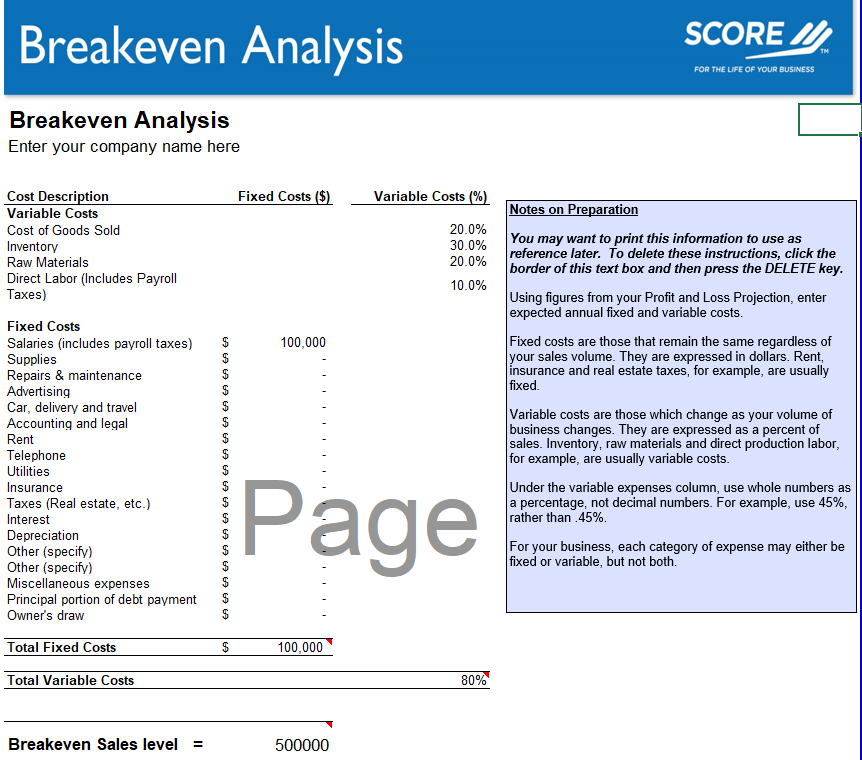 Breakeven Analysis
SCORE TM
FOR THE LIFE OF YOUR BUSINESS
Breakeven Analysis
Enter your company name here
Cost Description Fixed Costs ($) Variable Costs (%)
Variable Costs
Cost of Goods Sold 20.0%
Inventory 30.0%
Raw Materials 20.0%
Direct Labor (Includes Payroll
Taxes) 10.0%
Fixed Costs
Salaries (includes payroll taxes) $ 100,000
Supplies $ -
Repairs & maintenance $ -
Advertising $ -
Car, delivery and travel $ -
Accounting and legal $ -
Rent $ -
Telephone $ -
Utilities $ -
Insurance $ -
Taxes (Real estate, etc.) $ -
Interest $ -
Depreciation $ -
Other (specify) $ -
Other (specify) $ -
Miscellaneous expenses $ -
Principal portion of debt payment $ -
Owner's draw $ -
Page
Total Fixed Costs $ 100,000
Total Variable Costs 80%
Breakeven Sales level = 500000
Notes on Preparation
You may want to print this information to use as
reference later. To delete these instructions, click the
border of this text box and then press the DELETE key.
Using figures from your Profit and Loss Projection, enter
expected annual fixed and variable costs.
Fixed costs are those that remain the same regardless of
your sales volume. They are expressed in dollars. Rent,
insurance and real estate taxes, for example, are usually
fixed.
Variable costs are those which change as your volume of
business changes. They are expressed as a percent of
sales. Inventory, raw materials and direct production labor,
for example, are usually variable costs.
Under the variable expenses column, use whole numbers as
a percentage, not decimal numbers. For example, use 45%,
rather than .45%.
For your business, each category of expense may either be
fixed or variable, but not both.